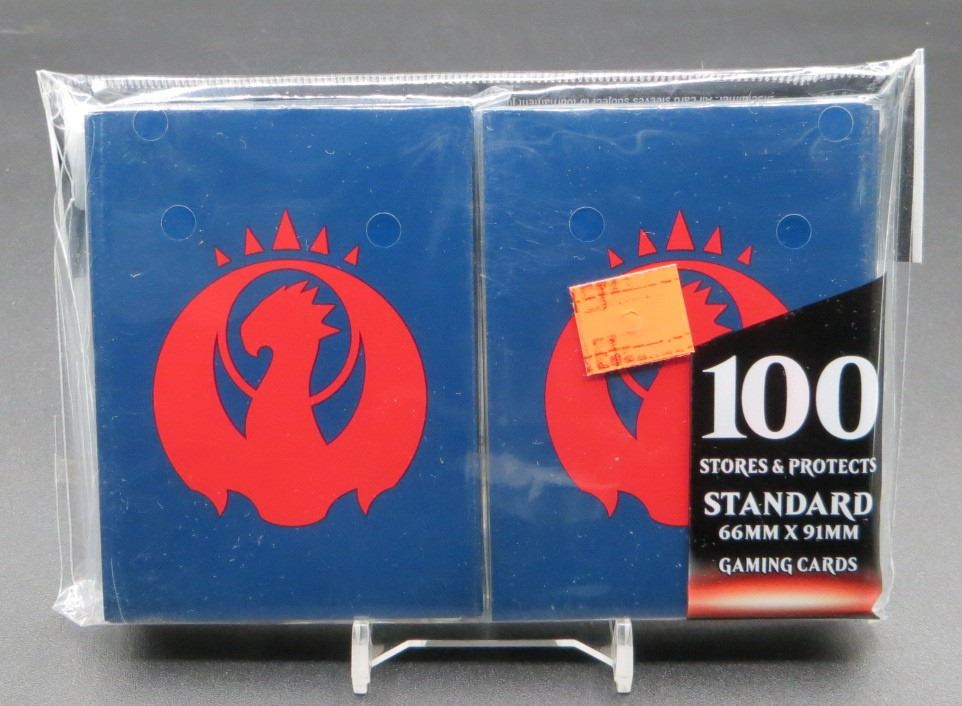 100
STORES & PROTECTS
STANDARD
66MM X 91MM
GAMING CARDS